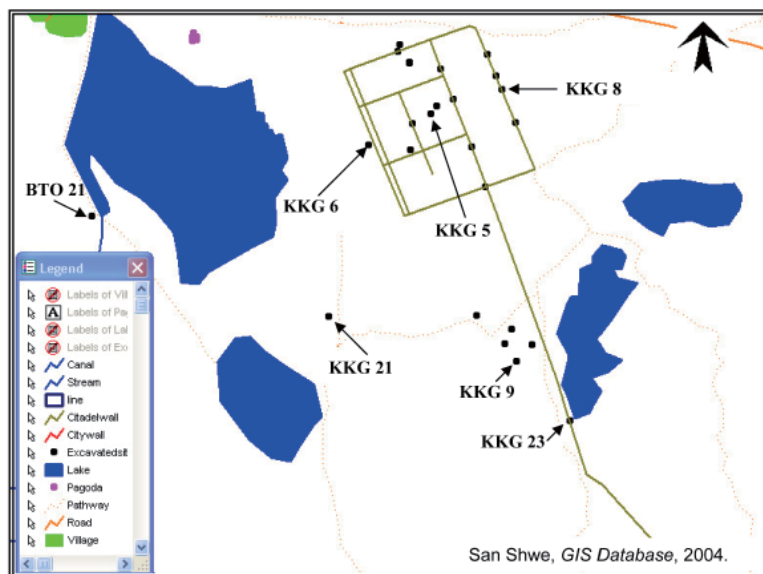 KKG 8
BTO 21
KKG 6
KKG 5
Legend
Labels of Vill
Labels of Pag
Labels of Lal
Labels of Exc
Canal
Stream
line
Citadelwall
Citywall
Excavatedsit
Lake
Pagoda
Pathway
Road
Village
KKG 21
KKG 9
KKG 23
San Shwe, GIS Database, 2004.